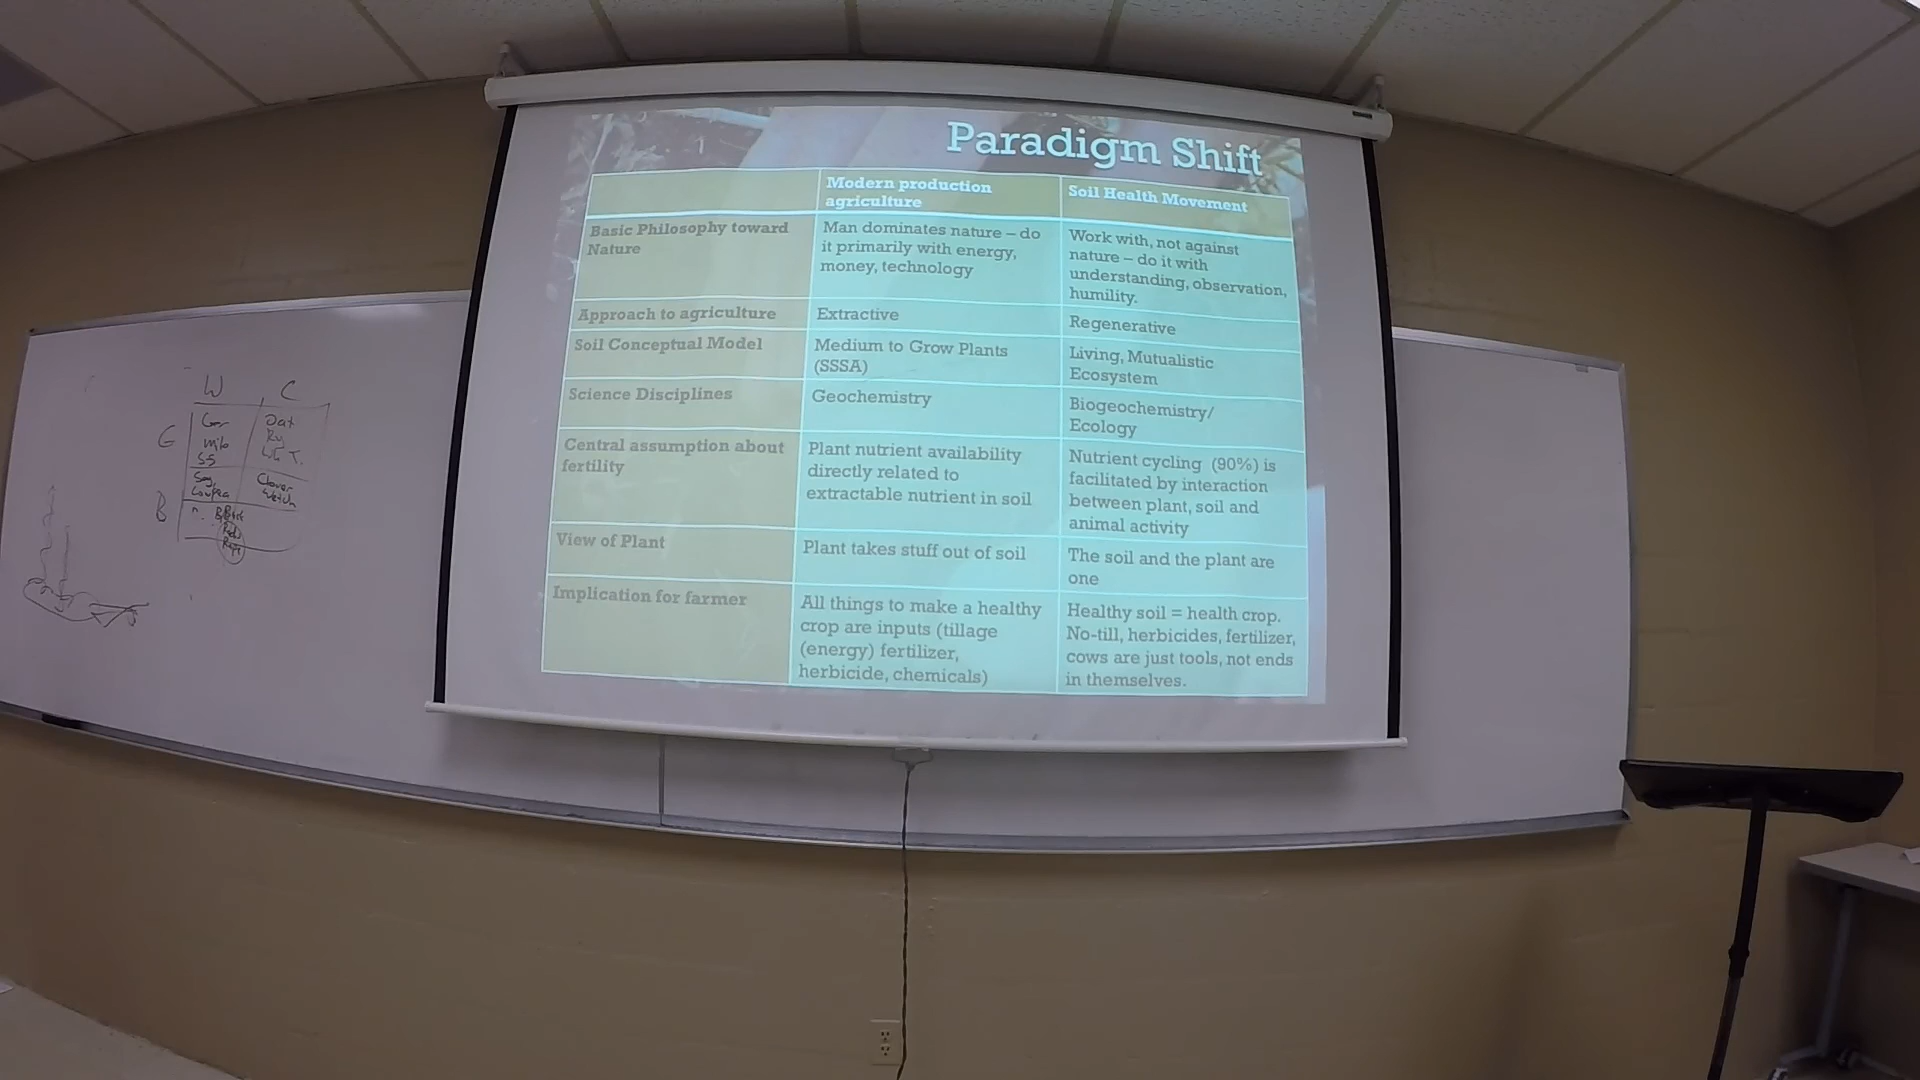 Paradigm Shift
Modern production
agriculture
Soil Health Movement
Basic Philosophy toward
Nature
Man dominates nature – do
it primarily with energy,
money, technology
Work with, not against
nature – do it with
understanding, observation,
humility.
Approach to agriculture
Extractive
Regenerative
Soil Conceptual Model
Medium to Grow Plants
(SSSA)
Living, Mutualistic
Ecosystem
Science Disciplines
Geochemistry
Biogeochemistry/
Ecology
Central assumption about
fertility
Plant nutrient availability
directly related to
extractable nutrient in soil
Nutrient cycling (90%) is
facilitated by interaction
between plant, soil and
animal activity
View of Plant
Plant takes stuff out of soil
The soil and the plant are
one
Implication for farmer
All things to make a healthy
crop are inputs (tillage
(energy) fertilizer,
herbicide, chemicals)
Healthy soil = health crop.
No-till, herbicides, fertilizer,
cows are just tools, not ends
in themselves.
W C
G
milo
SS
Oat
Soy
Cowpea
Clover
Vetch
B